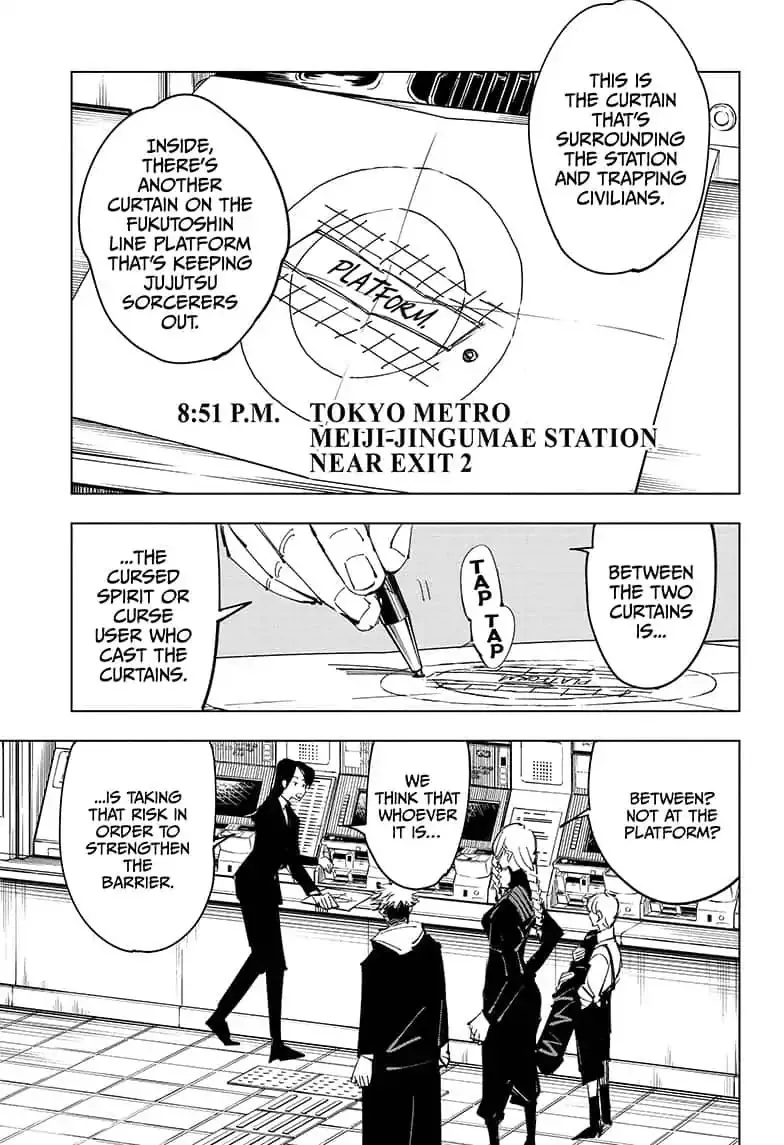 THIS IS
THE CURTAIN
THAT'S
SURROUNDING
THE STATION
AND TRAPPING
CIVILIANS.
INSIDE,
THERE'S
ANOTHER
CURTAIN ON THE
FUKUTOSHIN
LINE PLATFORM
THAT'S KEEPING
JUJUTSU
SORCERERS
OUT.
PLATFORM.
8:51 P.M. TOKYO METRO
MEIJI-JINGUMAE STATION
NEAR EXIT 2
BETWEEN
THE TWO
CURTAINS
IS...
TAP TAP
...THE
CURSED
SPIRIT OR
CURSE
USER WHO
CAST THE
CURTAINS.
PLATFORM
BETWEEN?
NOT AT THE
PLATFORM?
WE
THINK THAT
WHOEVER
IT IS...
...IS TAKING
THAT RISK IN
ORDER TO
STRENGTHEN
THE
BARRIER.